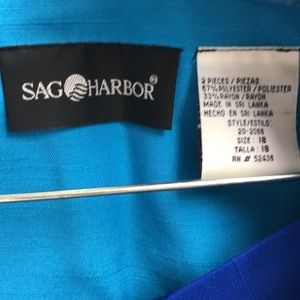 SAG HARBOR®
2 PIECES / PIEZAS
67% POLYESTER / POLIESTER
33% RAYON / RAYON
MADE IN SRI LANKA
HECHO EN SRI LANKA
STYLE/ESTILO:
20-2088
SIZE: 18
TALLA: 18
RN # 52438